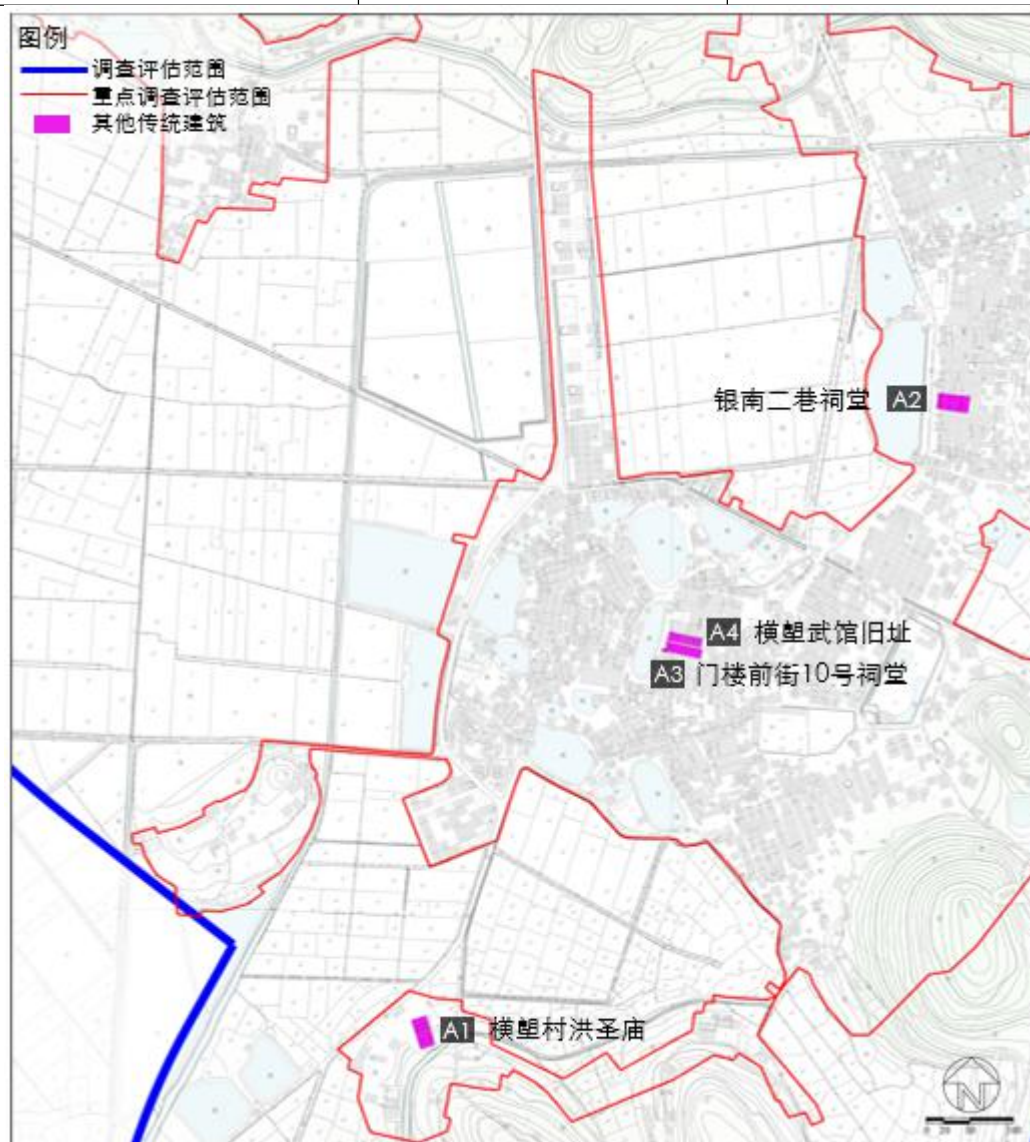 图例
调查评估范围
重点调查评估范围
其他传统建筑
银南二巷祠堂 A2
A4 横塱武馆旧址
A3 门楼前街10号祠堂
A1 横塱村洪圣庙
N